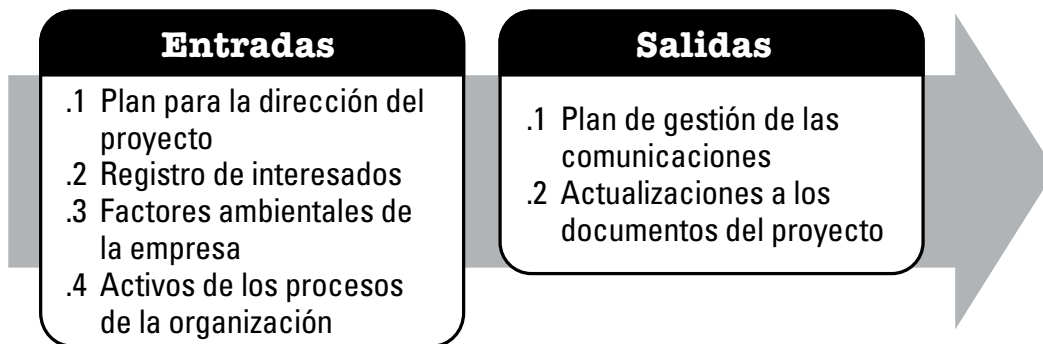 Entradas
.1 Plan para la dirección del
proyecto
.2 Registro de interesados
.3 Factores ambientales de
la empresa
.4 Activos de los procesos
de la organización
Salidas
.1 Plan de gestión de las
comunicaciones
.2 Actualizaciones a los
documentos del proyecto